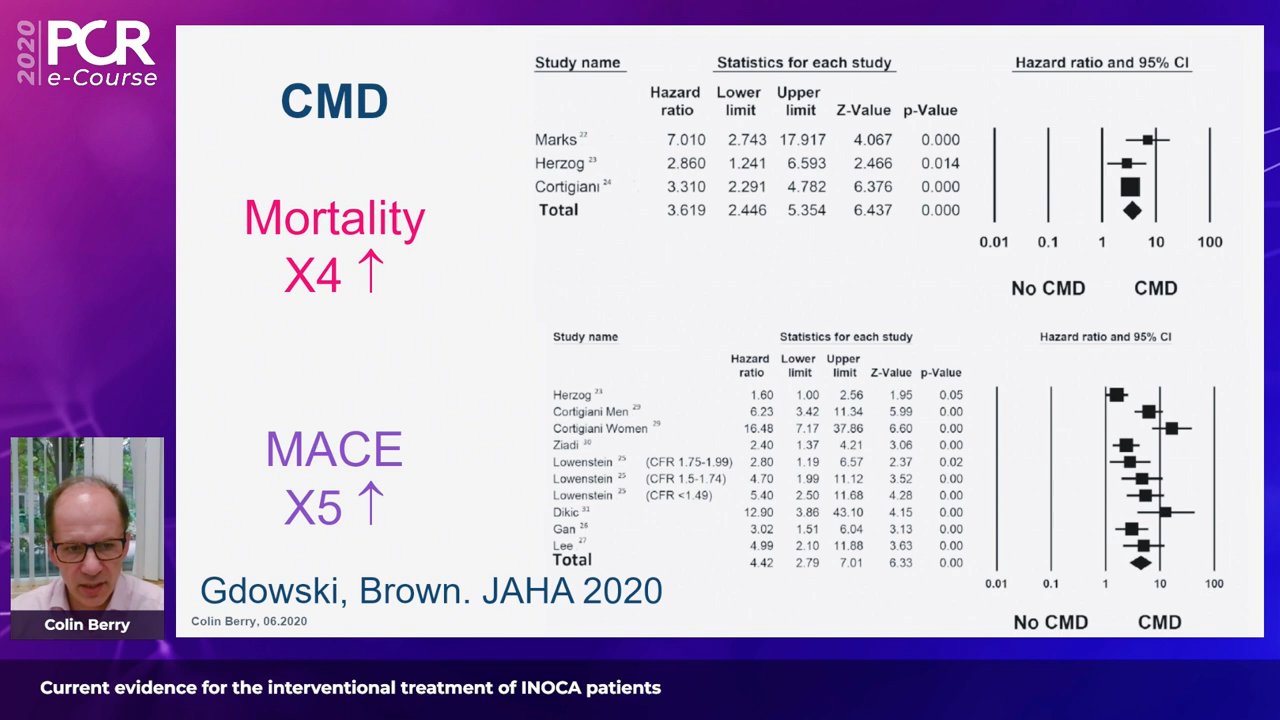 2020
PCR
e-Course
CMD
Mortality
X4 ↑
MACE
X5 ↑
Gdowski, Brown. JAHA 2020
Colin Berry, 06.2020
Study name Statistics for each study Hazard ratio and 95% CI
Hazard ratio Lower limit Upper limit Z-Value p-Value
Marks 22 7.010 2.743 17.917 4.067 0.000
Herzog 23 2.860 1.241 6.593 2.466 0.014
Cortigiani 24 3.310 2.291 4.782 6.376 0.000
Total 3.619 2.446 5.354 6.437 0.000
0.01 0.1 1 10 100
No CMD CMD
Study name Statistics for each study Hazard ratio and 95% CI
Hazard ratio Lower limit Upper limit Z-Value p-Value
Herzog 23 1.60 1.00 2.56 1.95 0.05
Cortigiani Men 29 6.23 3.42 11.34 5.99 0.00
Cortigiani Women 29 16.48 7.17 37.86 6.60 0.00
Ziadi 30 2.40 1.37 4.21 3.06 0.00
Lowenstein 25 (CFR 1.75-1.99) 2.80 1.19 6.57 2.37 0.02
Lowenstein 25 (CFR 1.5-1.74) 4.70 1.99 11.12 3.52 0.00
Lowenstein 25 (CFR <1.49) 5.40 2.50 11.68 4.28 0.00
Dikic 31 12.90 3.86 43.10 4.15 0.00
Gan 26 3.02 1.51 6.04 3.13 0.00
Lee 27 4.99 2.10 11.88 3.63 0.00
Total 4.42 2.79 7.01 6.33 0.00
0.01 0.1 1 10 100
No CMD CMD
Colin Berry
Current evidence for the interventional treatment of INOCA patients